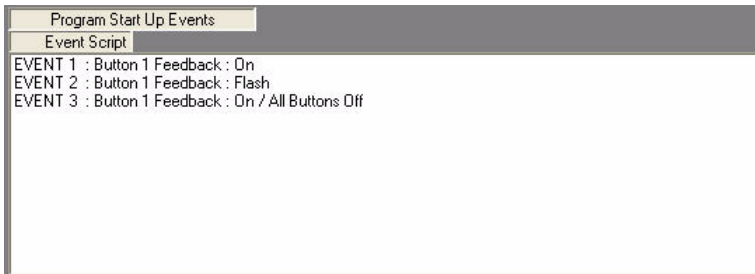 Program Start Up Events
Event Script
EVENT 1 : Button 1 Feedback : On
EVENT 2 : Button 1 Feedback : Flash
EVENT 3 : Button 1 Feedback : On / All Buttons Off